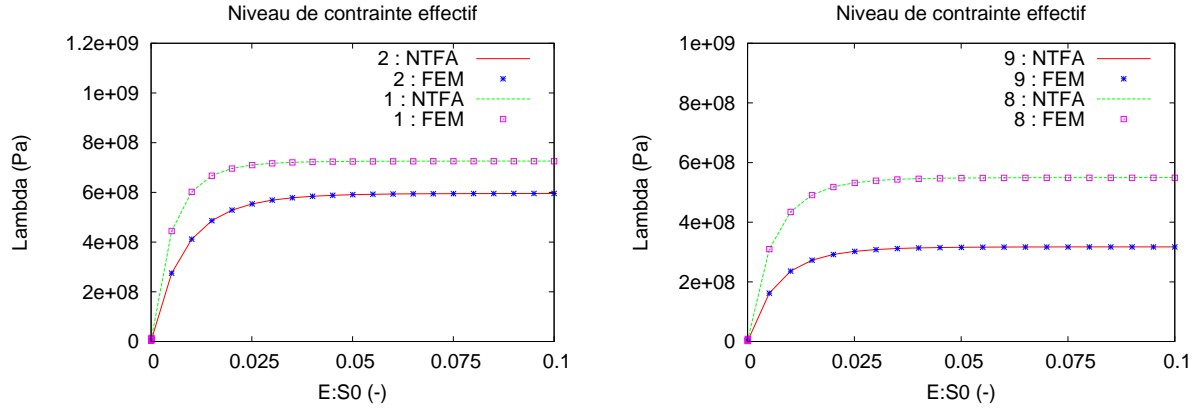 Niveau de contrainte effectif
1.2e+09
1e+09
8e+08
6e+08
4e+08
2e+08
0
Lambda (Pa)
2 : NTFA
2 : FEM
1 : NTFA
1 : FEM
0 0.025 0.05 0.075 0.1
E:S0 (-)
Niveau de contrainte effectif
1e+09
8e+08
6e+08
4e+08
2e+08
0
Lambda (Pa)
9 : NTFA
9 : FEM
8 : NTFA
8 : FEM
0 0.025 0.05 0.075 0.1
E:S0 (-)